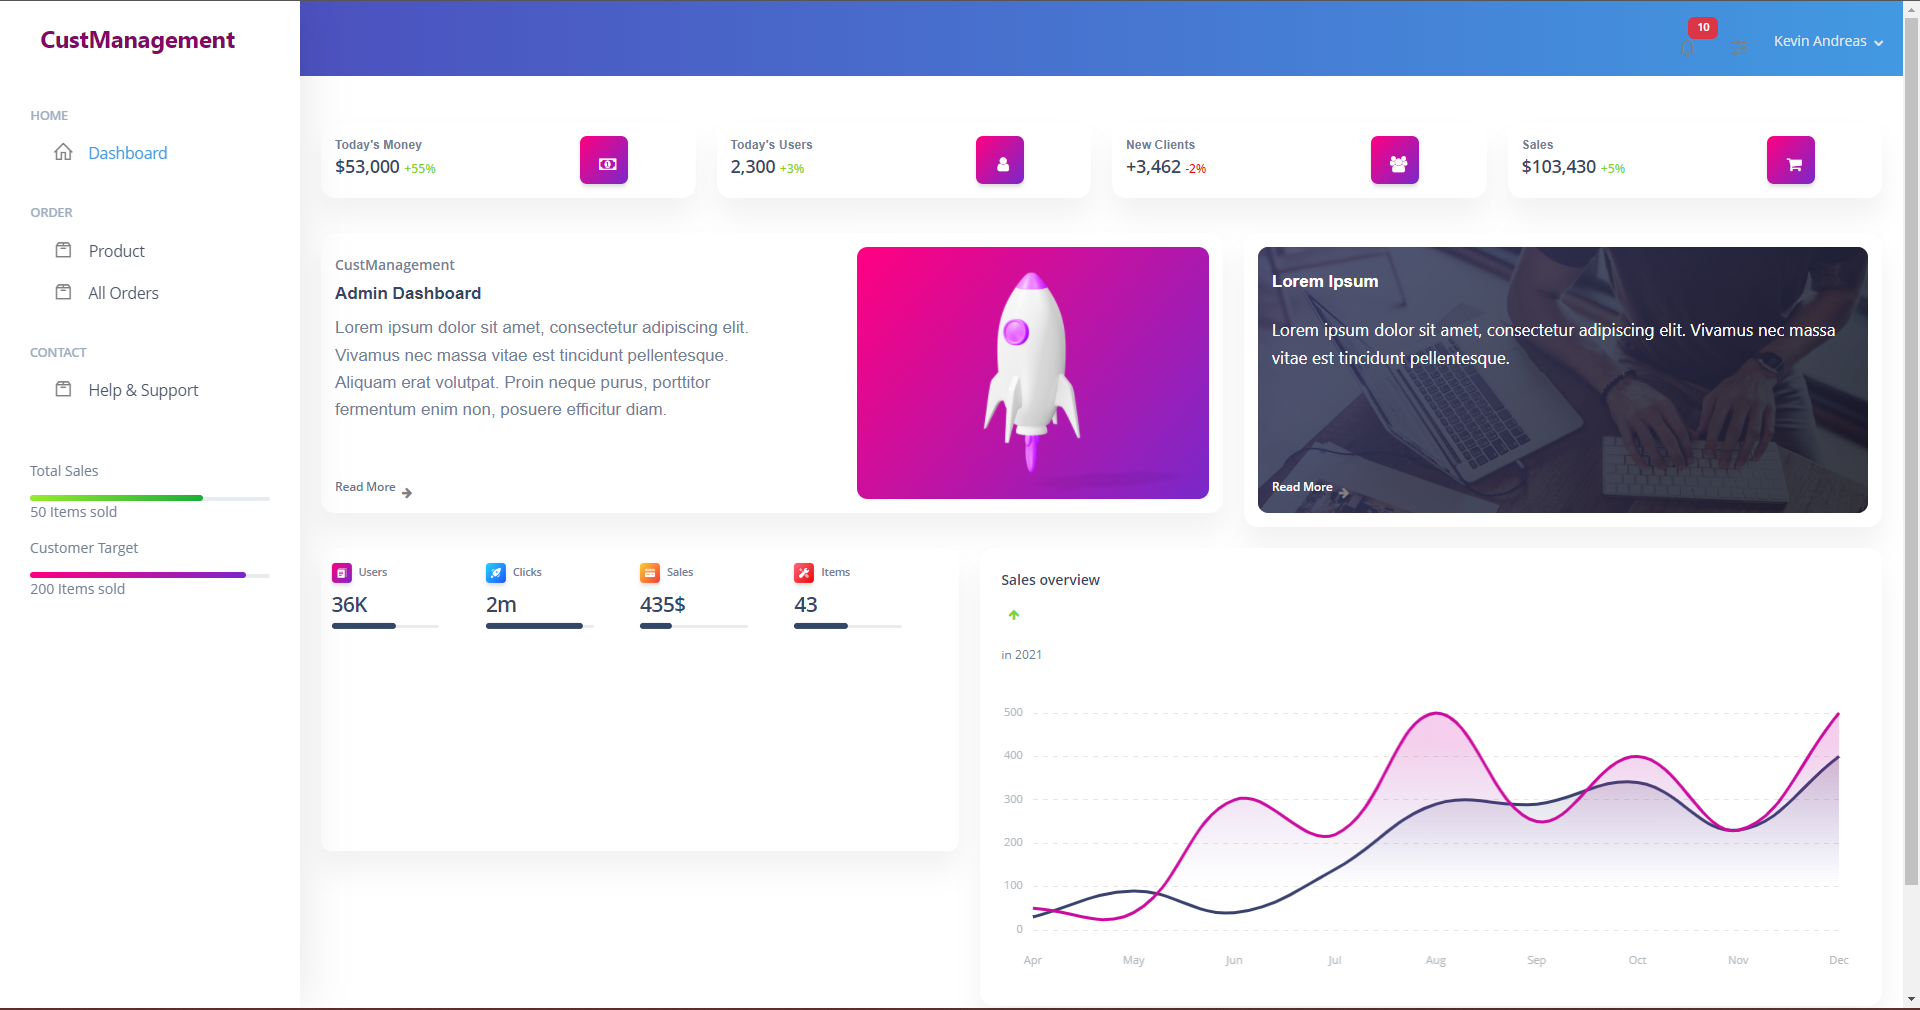 CustManagement
10
Kevin Andreas
HOME
Dashboard
ORDER
Product
All Orders
CONTACT
Help & Support
Total Sales
50 Items sold
Customer Target
200 Items sold
Today's Money
$53,000 +55%
Today's Users
2,300 +3%
New Clients
+3,462 -2%
Sales
$103,430 +5%
CustManagement
Admin Dashboard
Lorem ipsum dolor sit amet, consectetur adipiscing elit.
Vivamus nec massa vitae est tincidunt pellentesque.
Aliquam erat volutpat. Proin neque purus, porttitor
fermentum enim non, posuere efficitur diam.
Read More
Lorem Ipsum
Lorem ipsum dolor sit amet, consectetur adipiscing elit. Vivamus nec massa
vitae est tincidunt pellentesque.
Read More
Users
36K
Clicks
2m
Sales
435$
Items
43
Sales overview
in 2021
500
400
300
200
100
0
Apr May Jun Jul Aug Sep Oct Nov Dec